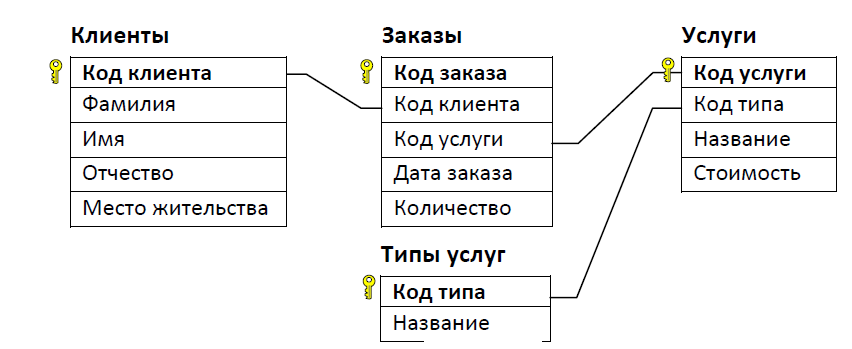 Клиенты
Код клиента
Фамилия
Имя
Отчество
Место жительства
Заказы
Код заказа
Код клиента
Код услуги
Дата заказа
Количество
Услуги
Код услуги
Код типа
Название
Стоимость
Типы услуг
Код типа
Название